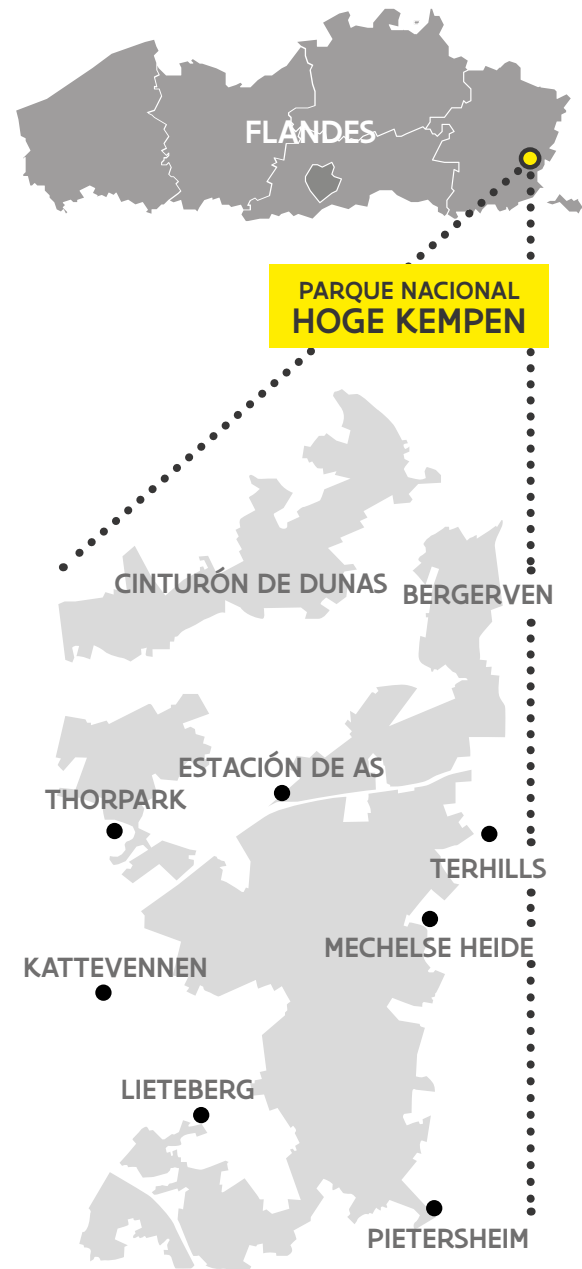 FLANDES
PARQUE NACIONAL
HOGE KEMPEN
CINTURÓN DE DUNAS
BERGERVEN
ESTACIÓN DE AS
THORPARK
TERHILLS
MECHELSE HEIDE
KATTEVENNEN
LIETEBERG
PIETERSHEIM